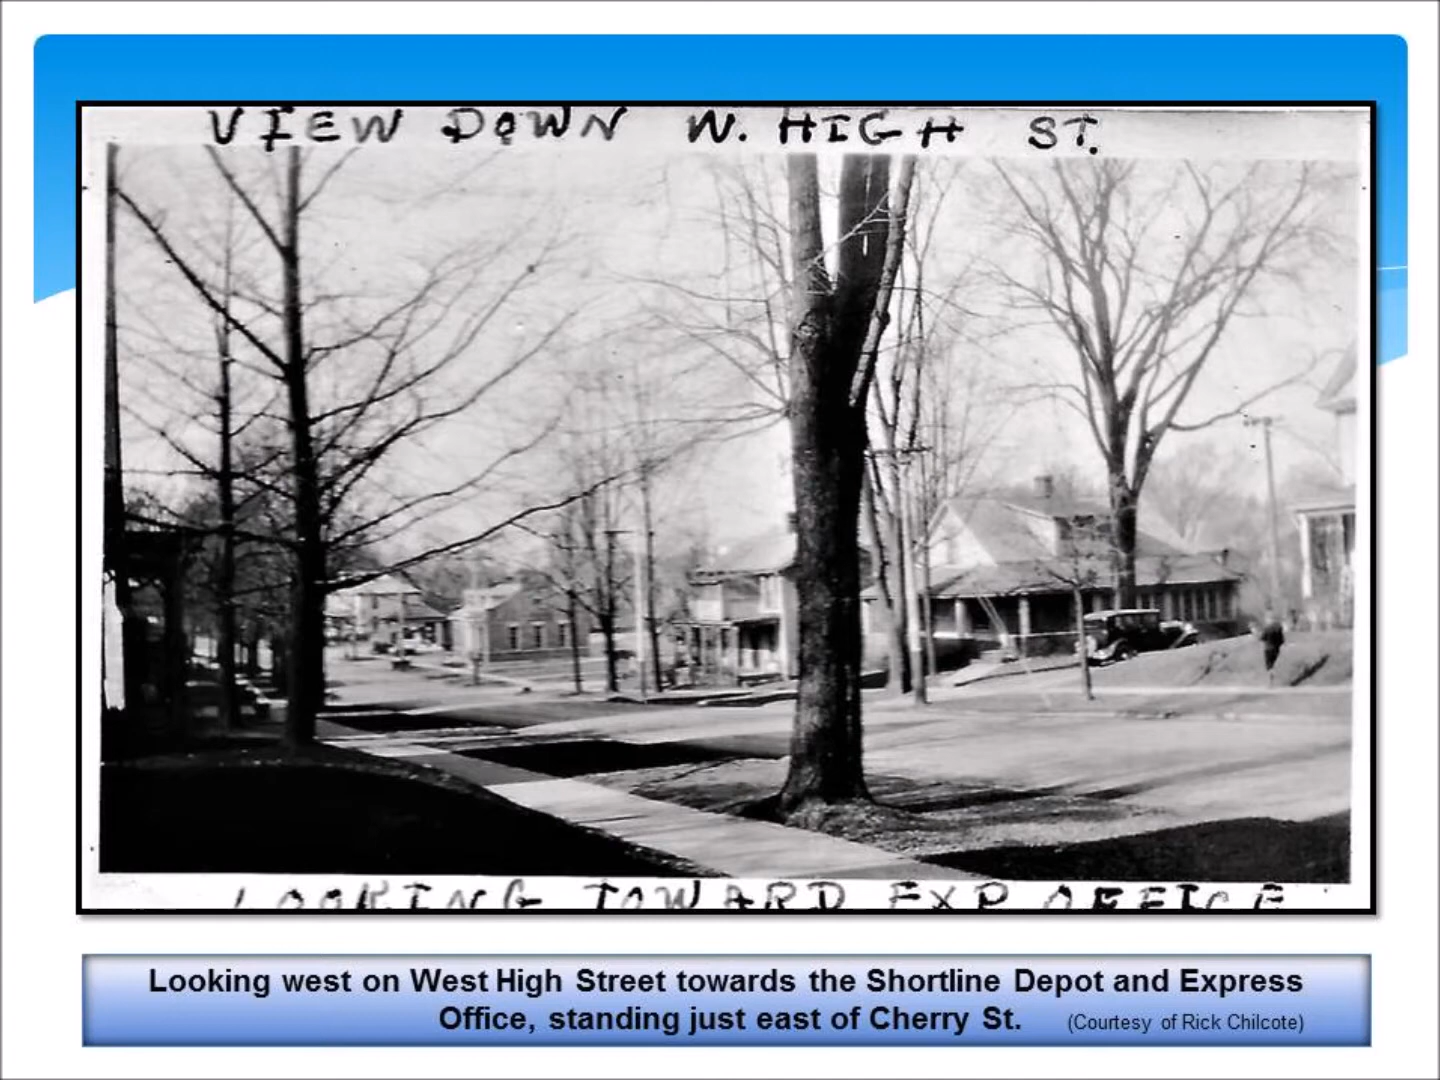 VIEW DOWN W. HIGH ST.
LOOKING TOWARD EXP OFFICE
Looking west on West High Street towards the Shortline Depot and Express
Office, standing just east of Cherry St. (Courtesy of Rick Chilcote)